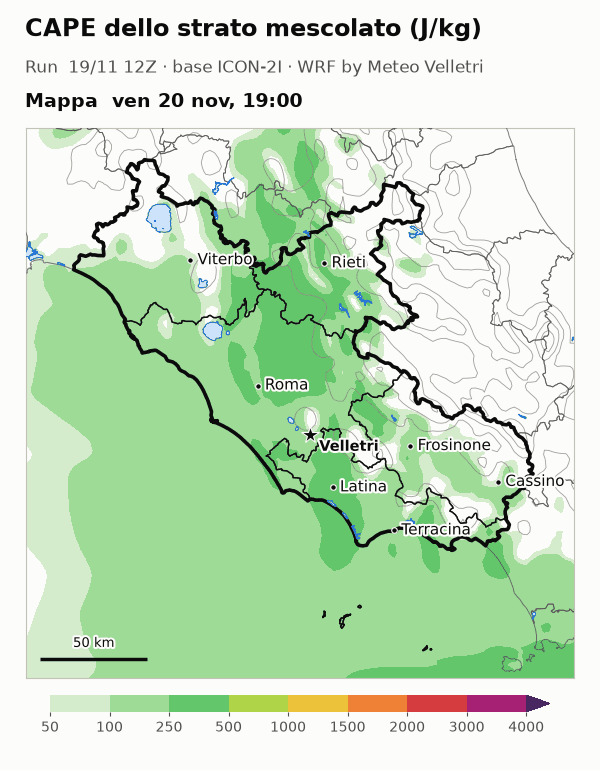 CAPE dello strato mescolato (J/kg)
Run  19/11 12Z · base ICON-2I · WRF by Meteo Velletri
Mappa  ven 20 nov, 19:00
Viterbo
Rieti
Roma
Velletri
Frosinone
Cassino
Latina
Terracina
50 km
50 100 250 500 1000 1500 2000 3000 4000